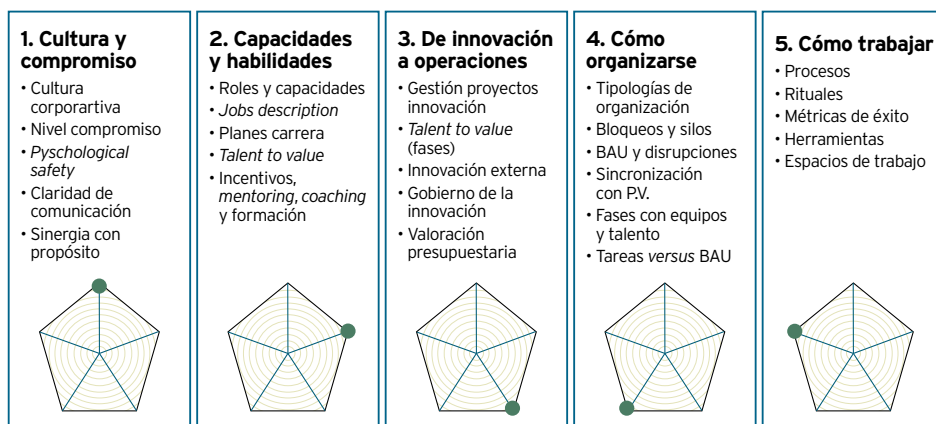 1. Cultura y
compromiso
• Cultura
corporartiva
• Nivel compromiso
• Pyschological
safety
• Claridad de
comunicación
• Sinergia con
propósito
2. Capacidades
y habilidades
• Roles y capacidades
• Jobs description
• Planes carrera
• Talent to value
• Incentivos,
mentoring, coaching
y formación
3. De innovación
a operaciones
• Gestión proyectos
innovación
• Talent to value
(fases)
• Innovación externa
• Gobierno de la
innovación
• Valoración
presupuestaria
4. Cómo
organizarse
• Tipologías de
organización
• Bloqueos y silos
• BAU y disrupciones
• Sincronización
con P.V.
• Fases con equipos
y talento
• Tareas versus BAU
5. Cómo trabajar
• Procesos
• Rituales
• Métricas de éxito
• Herramientas
• Espacios de trabajo